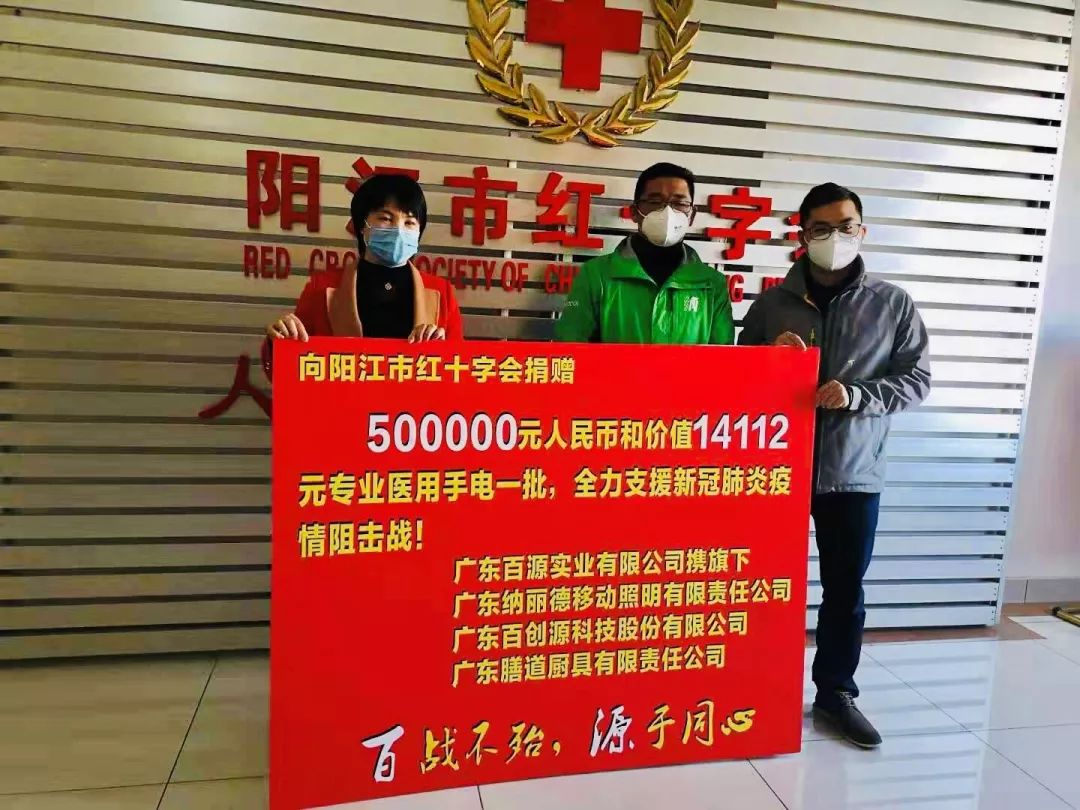 阳江市红十字
RED CROSS SOCIETY OF CH
人
向阳江市红十字会捐赠
500000元人民币和价值14112
元专业医用手电一批，全力支援新冠肺炎疫
情阻击战！
广东百源实业有限公司携旗下
广东纳丽德移动照明有限责任公司
广东百创源科技股份有限公司
广东膳道厨具有限责任公司
百战不殆，源于同心